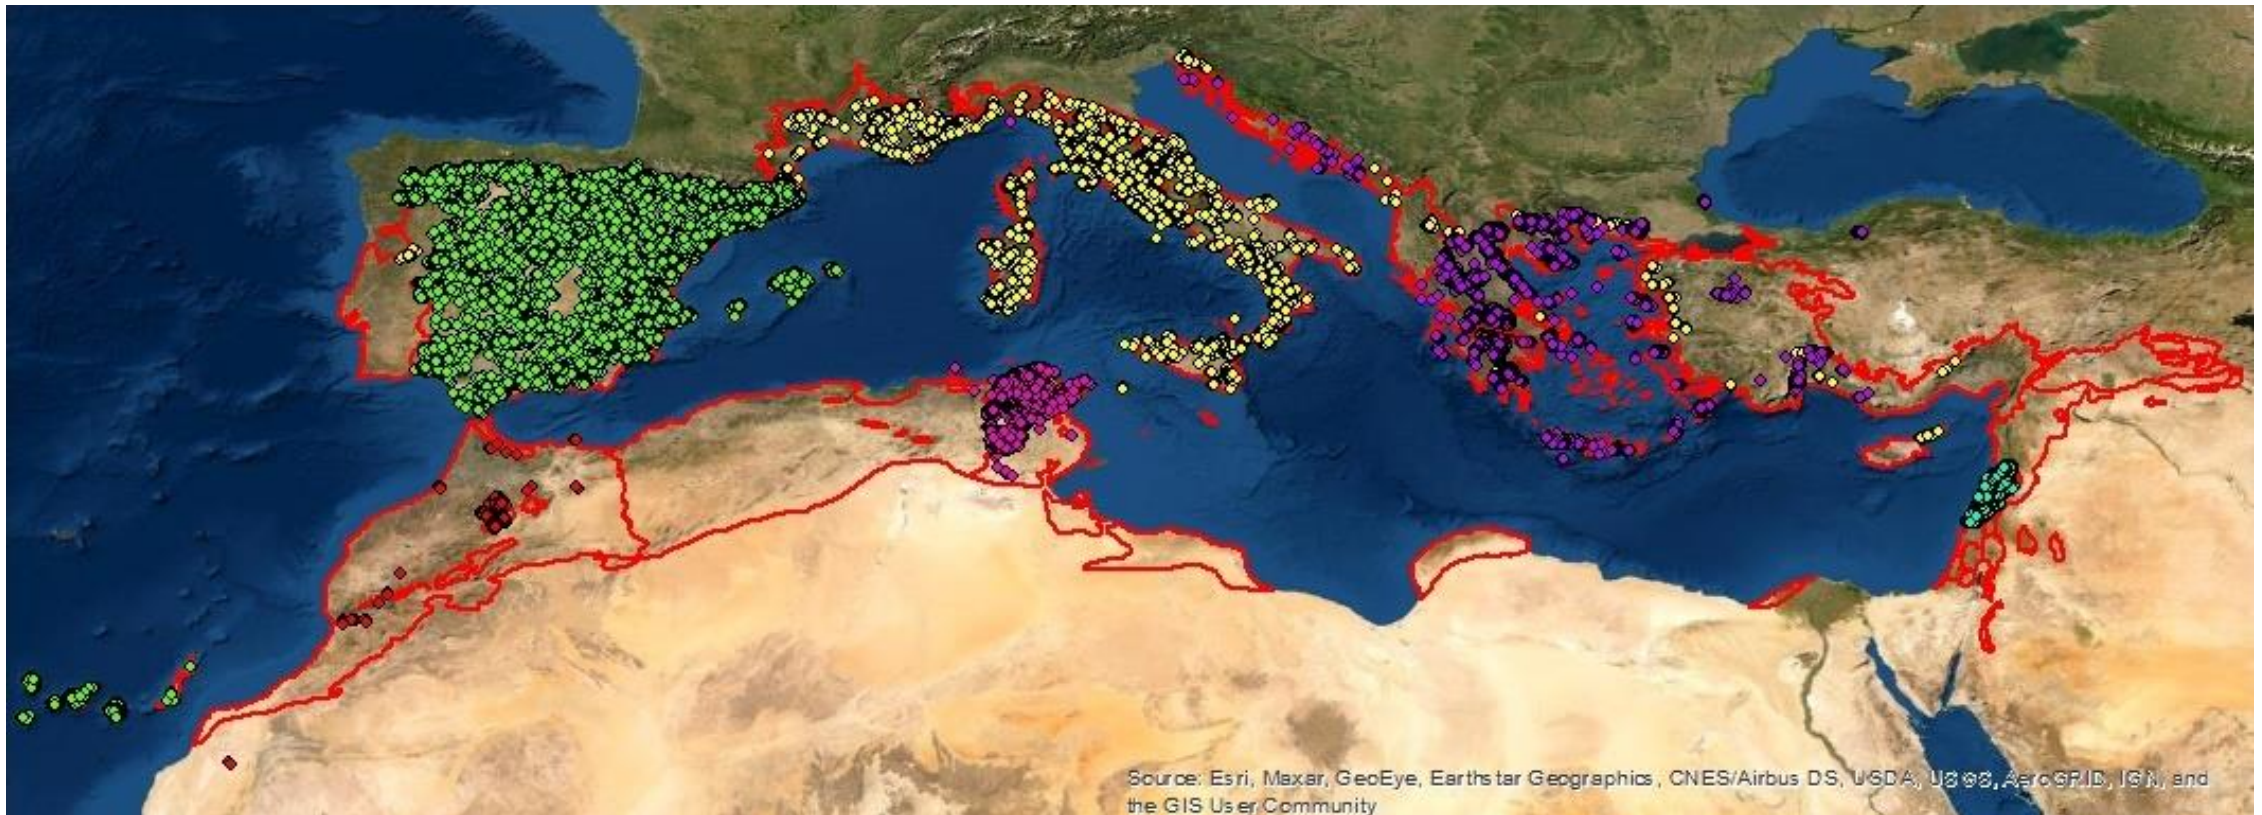 Source: Esri, Maxar, GeoEye, Earthstar Geographics, CNES/Airbus DS, USDA, USGS, AeroGRID, IGN, and
the GIS User Community